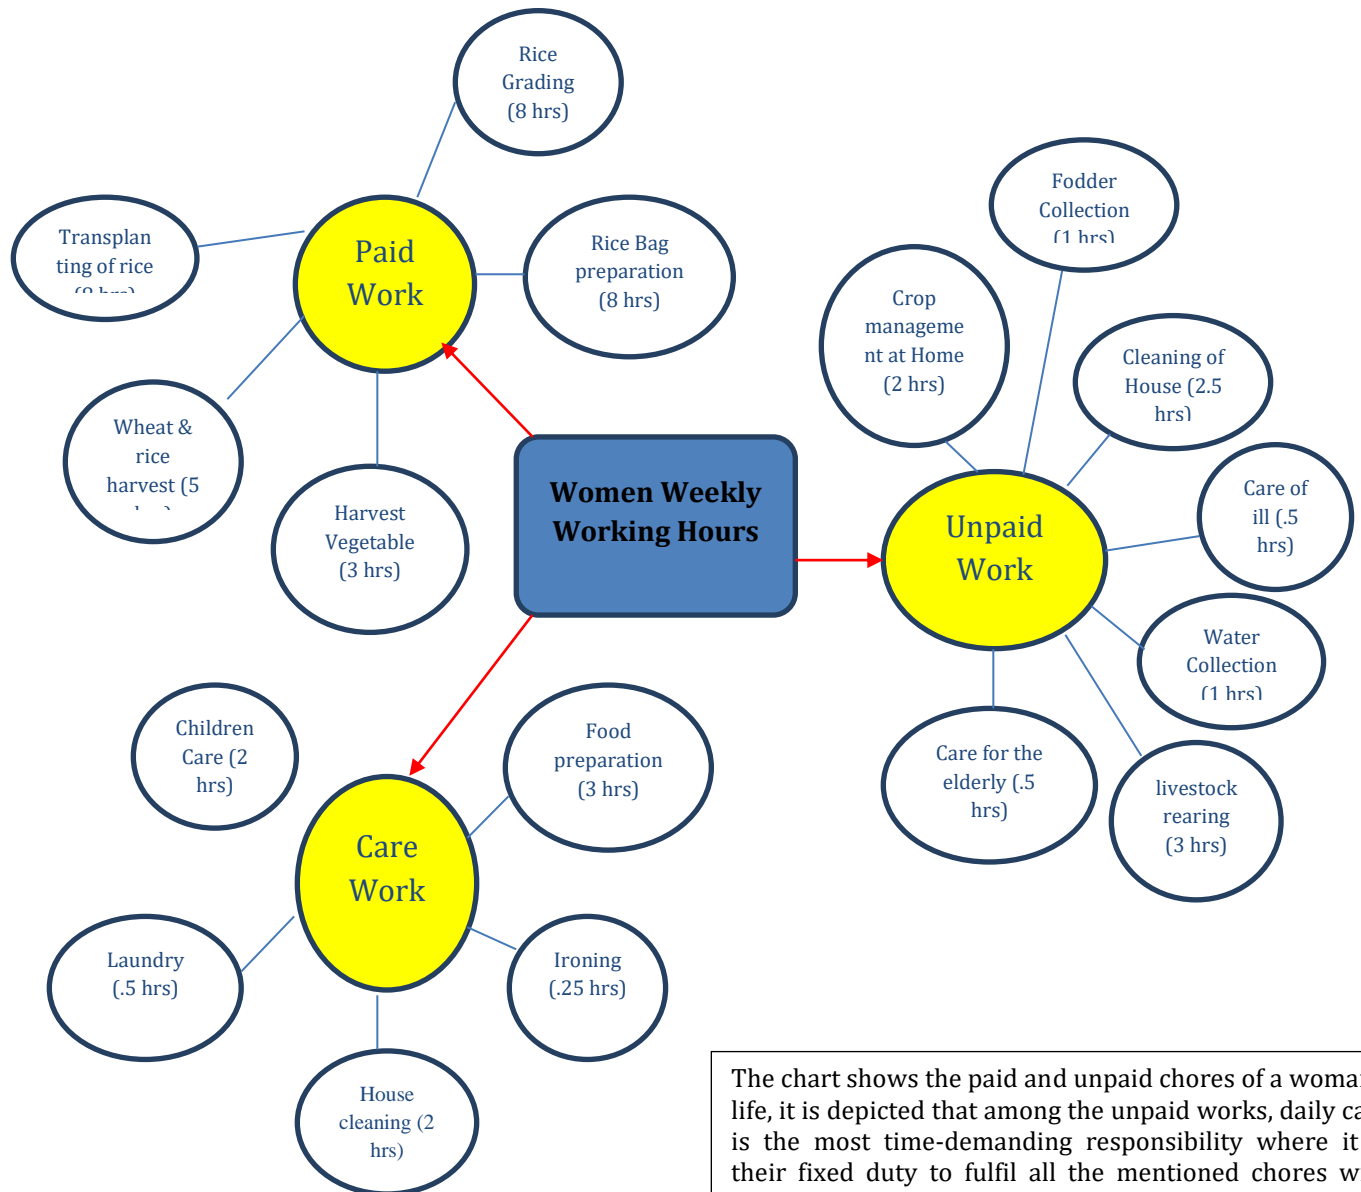 Rice
Grading
(8 hrs)
Paid
Work
Transplan
ting of rice
Rice Bag
preparation
(8 hrs)
Wheat &
rice
harvest (5
Harvest
Vegetable
(3 hrs)
Women Weekly
Working Hours
Fodder
Collection
(1 hrs)
Crop
manageme
nt at Home
(2 hrs)
Cleaning of
House (2.5
hrs)
Care of
ill (.5
hrs)
Unpaid
Work
Water
Collection
(1 hrs)
Care for the
elderly (.5
hrs)
livestock
rearing
(3 hrs)
Children
Care (2
hrs)
Food
preparation
(3 hrs)
Care
Work
Laundry
(.5 hrs)
Ironing
(.25 hrs)
House
cleaning (2
hrs)
The chart shows the paid and unpaid chores of a woman
life, it is depicted that among the unpaid works, daily ca
is the most time-demanding responsibility where it
their fixed duty to fulfil all the mentioned chores w